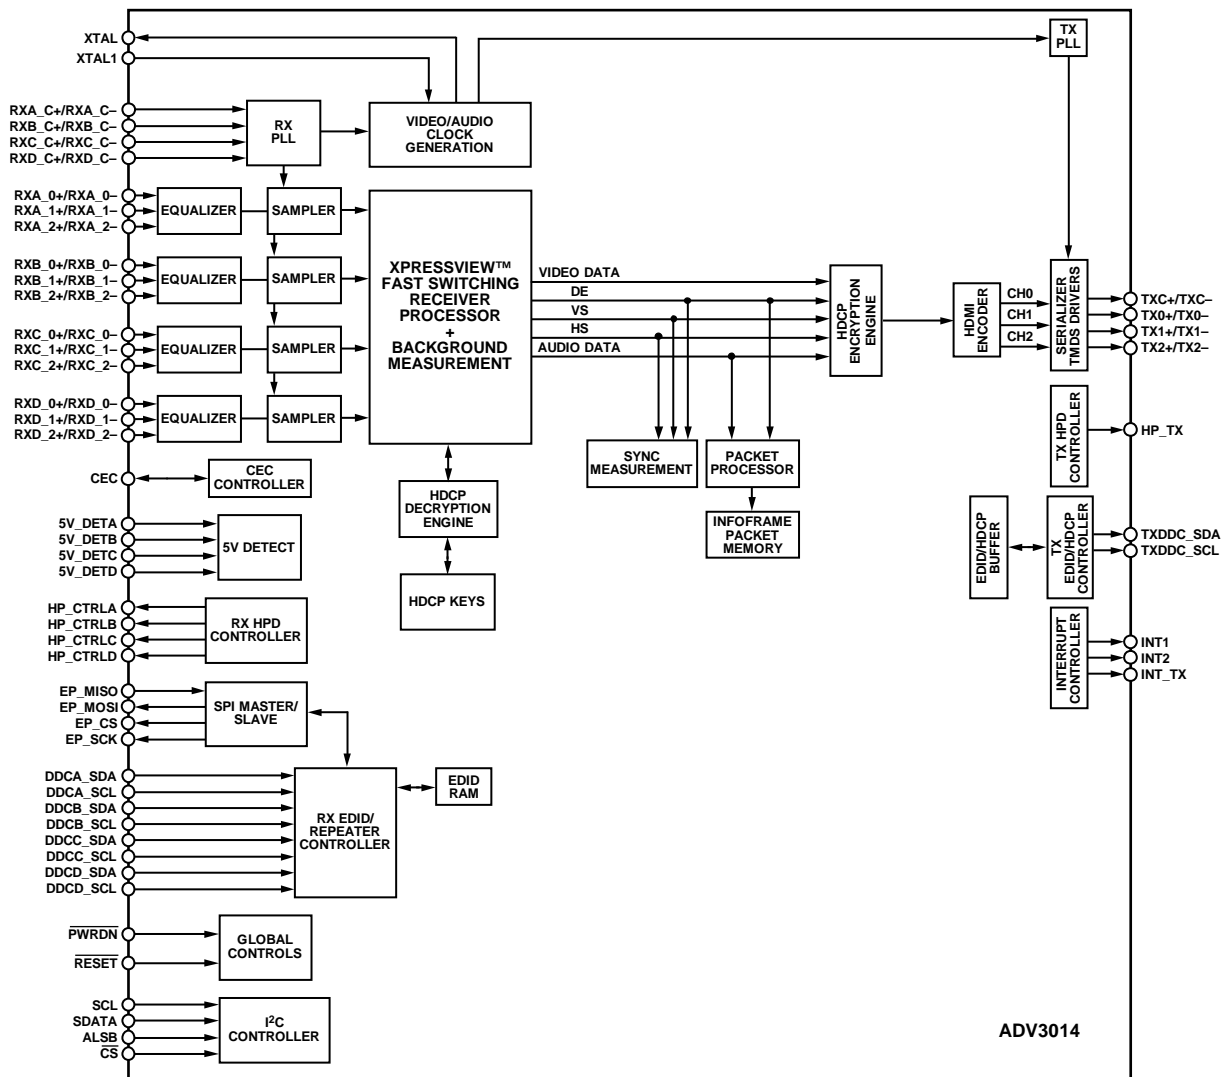 XTAL
XTAL1
TX
PLL
RXA_C+/RXA_C–
RXB_C+/RXB_C–
RXC_C+/RXC_C–
RXD_C+/RXD_C–
RX
PLL
VIDEO/AUDIO
CLOCK
GENERATION
RXA_0+/RXA_0–
RXA_1+/RXA_1–
RXA_2+/RXA_2–
EQUALIZER
SAMPLER
RXB_0+/RXB_0–
RXB_1+/RXB_1–
RXB_2+/RXB_2–
EQUALIZER
SAMPLER
RXC_0+/RXC_0–
RXC_1+/RXC_1–
RXC_2+/RXC_2–
EQUALIZER
SAMPLER
RXD_0+/RXD_0–
RXD_1+/RXD_1–
RXD_2+/RXD_2–
EQUALIZER
SAMPLER
XPRESSVIEW™
FAST SWITCHING
RECEIVER
PROCESSOR
+
BACKGROUND
MEASUREMENT
VIDEO DATA
DE
VS
HS
AUDIO DATA
HDCP
ENCRYPTION
ENGINE
HDMI
ENCODER
CH0
CH1
CH2
SERIALIZER
TMDS DRIVERS
TXC+/TXC–
TX0+/TX0–
TX1+/TX1–
TX2+/TX2–
SYNC
MEASUREMENT
PACKET
PROCESSOR
INFOFRAME
PACKET
MEMORY
TX HPD
CONTROLLER
HP_TX
CEC
CEC
CONTROLLER
HDCP
DECRYPTION
ENGINE
HDCP KEYS
5V_DETA
5V_DETB
5V_DETC
5V_DETD
5V DETECT
EDID/HDCP
BUFFER
TX
EDID/HDCP
CONTROLLER
TXDDC_SDA
TXDDC_SCL
HP_CTRLA
HP_CTRLB
HP_CTRLC
HP_CTRLD
RX HPD
CONTROLLER
INTERRUPT
CONTROLLER
INT1
INT2
INT_TX
EP_MISO
EP_MOSI
EP_CS
EP_SCK
SPI MASTER/
SLAVE
DDCA_SDA
DDCA_SCL
DDCB_SDA
DDCB_SCL
DDCC_SDA
DDCC_SCL
DDCD_SDA
DDCD_SCL
RX EDID/
REPEATER
CONTROLLER
EDID
RAM
PWRDN
RESET
GLOBAL
CONTROLS
SCL
SDATA
ALSB
CS
I²C
CONTROLLER
ADV3014